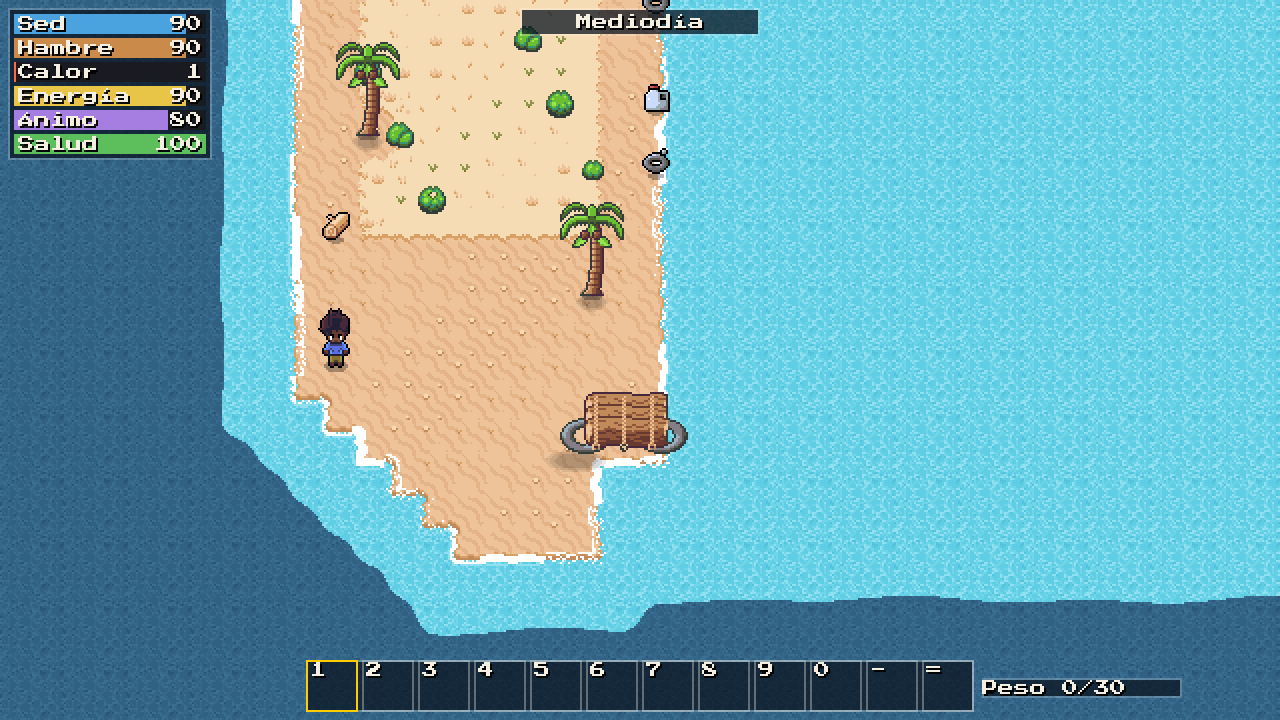 Sed 90
Hambre 90
Calor 1
Energía 90
Ánimo 80
Salud 100
Mediodía
1 2 3 4 5 6 7 8 9 0 - =
Peso 0/30